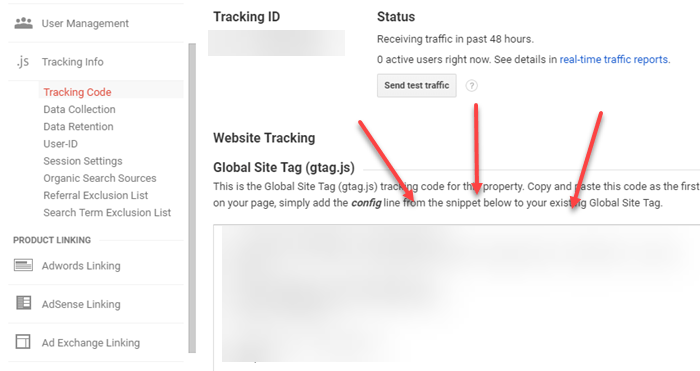 User Management
.js Tracking Info
Tracking Code
Data Collection
Data Retention
User-ID
Session Settings
Organic Search Sources
Referral Exclusion List
Search Term Exclusion List
PRODUCT LINKING
Adwords Linking
AdSense Linking
Ad Exchange Linking
Tracking ID
Status
Receiving traffic in past 48 hours.
0 active users right now. See details in real-time traffic reports.
Send test traffic ?
Website Tracking
Global Site Tag (gtag.js)
This is the Global Site Tag (gtag.js) tracking code for this property. Copy and paste this code as the first
on your page, simply add the config line from the snippet below to your existing Global Site Tag.